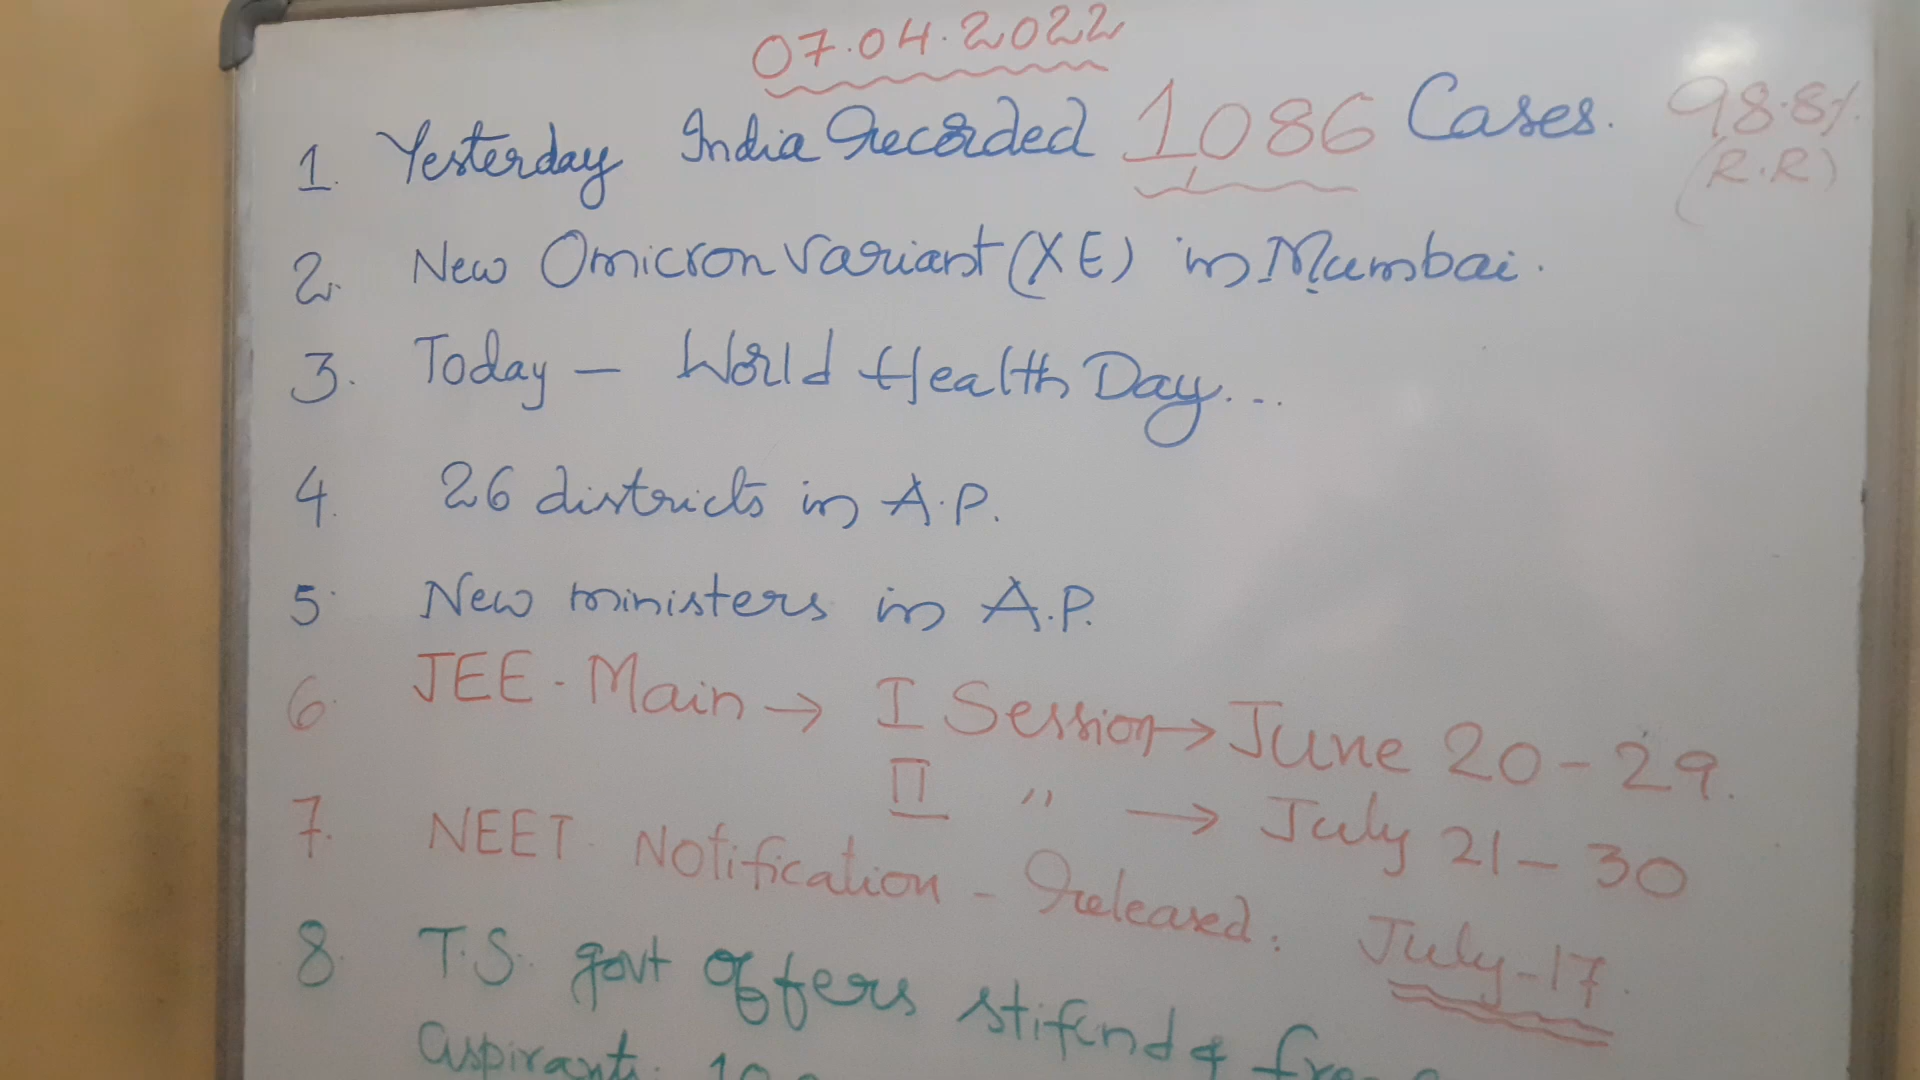 07.04.2022
1. Yesterday India recorded 1086 Cases. 98.8%
(R.R)
2. New Omicron variant (XE) in Mumbai.
3. Today - World Health Day...
4. 26 districts in A.P.
5. New ministers in A.P.
6. JEE - Main → I Session → June 20-29.
II " → July 21-30
7. NEET Notification - released. July-17.
8. T.S. govt offers stifend &
Aspirants.